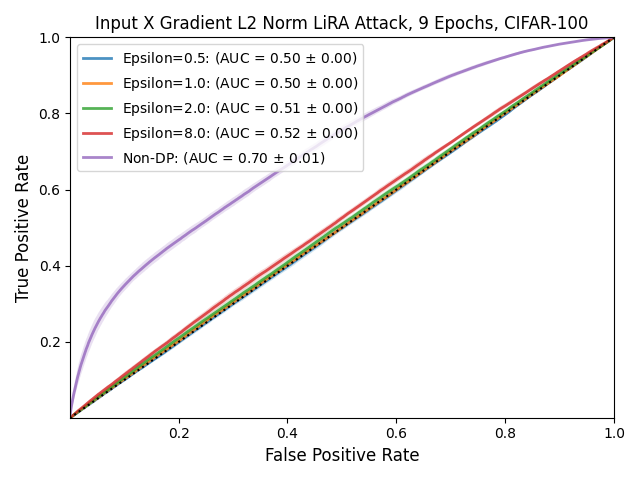 Input X Gradient L2 Norm LiRA Attack, 9 Epochs, CIFAR-100
1.0
0.8
0.6
0.4
0.2
True Positive Rate
Epsilon=0.5: (AUC = 0.50 ± 0.00)
Epsilon=1.0: (AUC = 0.50 ± 0.00)
Epsilon=2.0: (AUC = 0.51 ± 0.00)
Epsilon=8.0: (AUC = 0.52 ± 0.00)
Non-DP: (AUC = 0.70 ± 0.01)
0.2 0.4 0.6 0.8 1.0
False Positive Rate